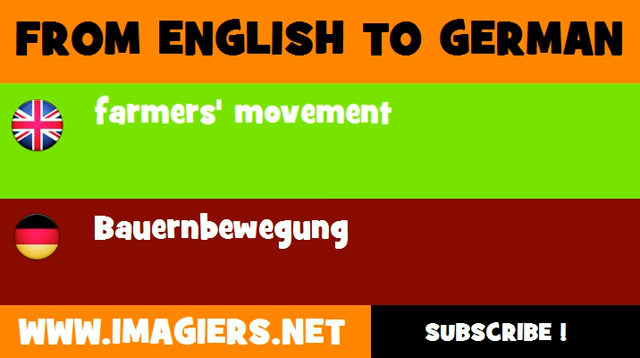 FROM ENGLISH TO GERMAN
farmers' movement
Bauernbewegung
WWW.IMAGIERS.NET
SUBSCRIBE !